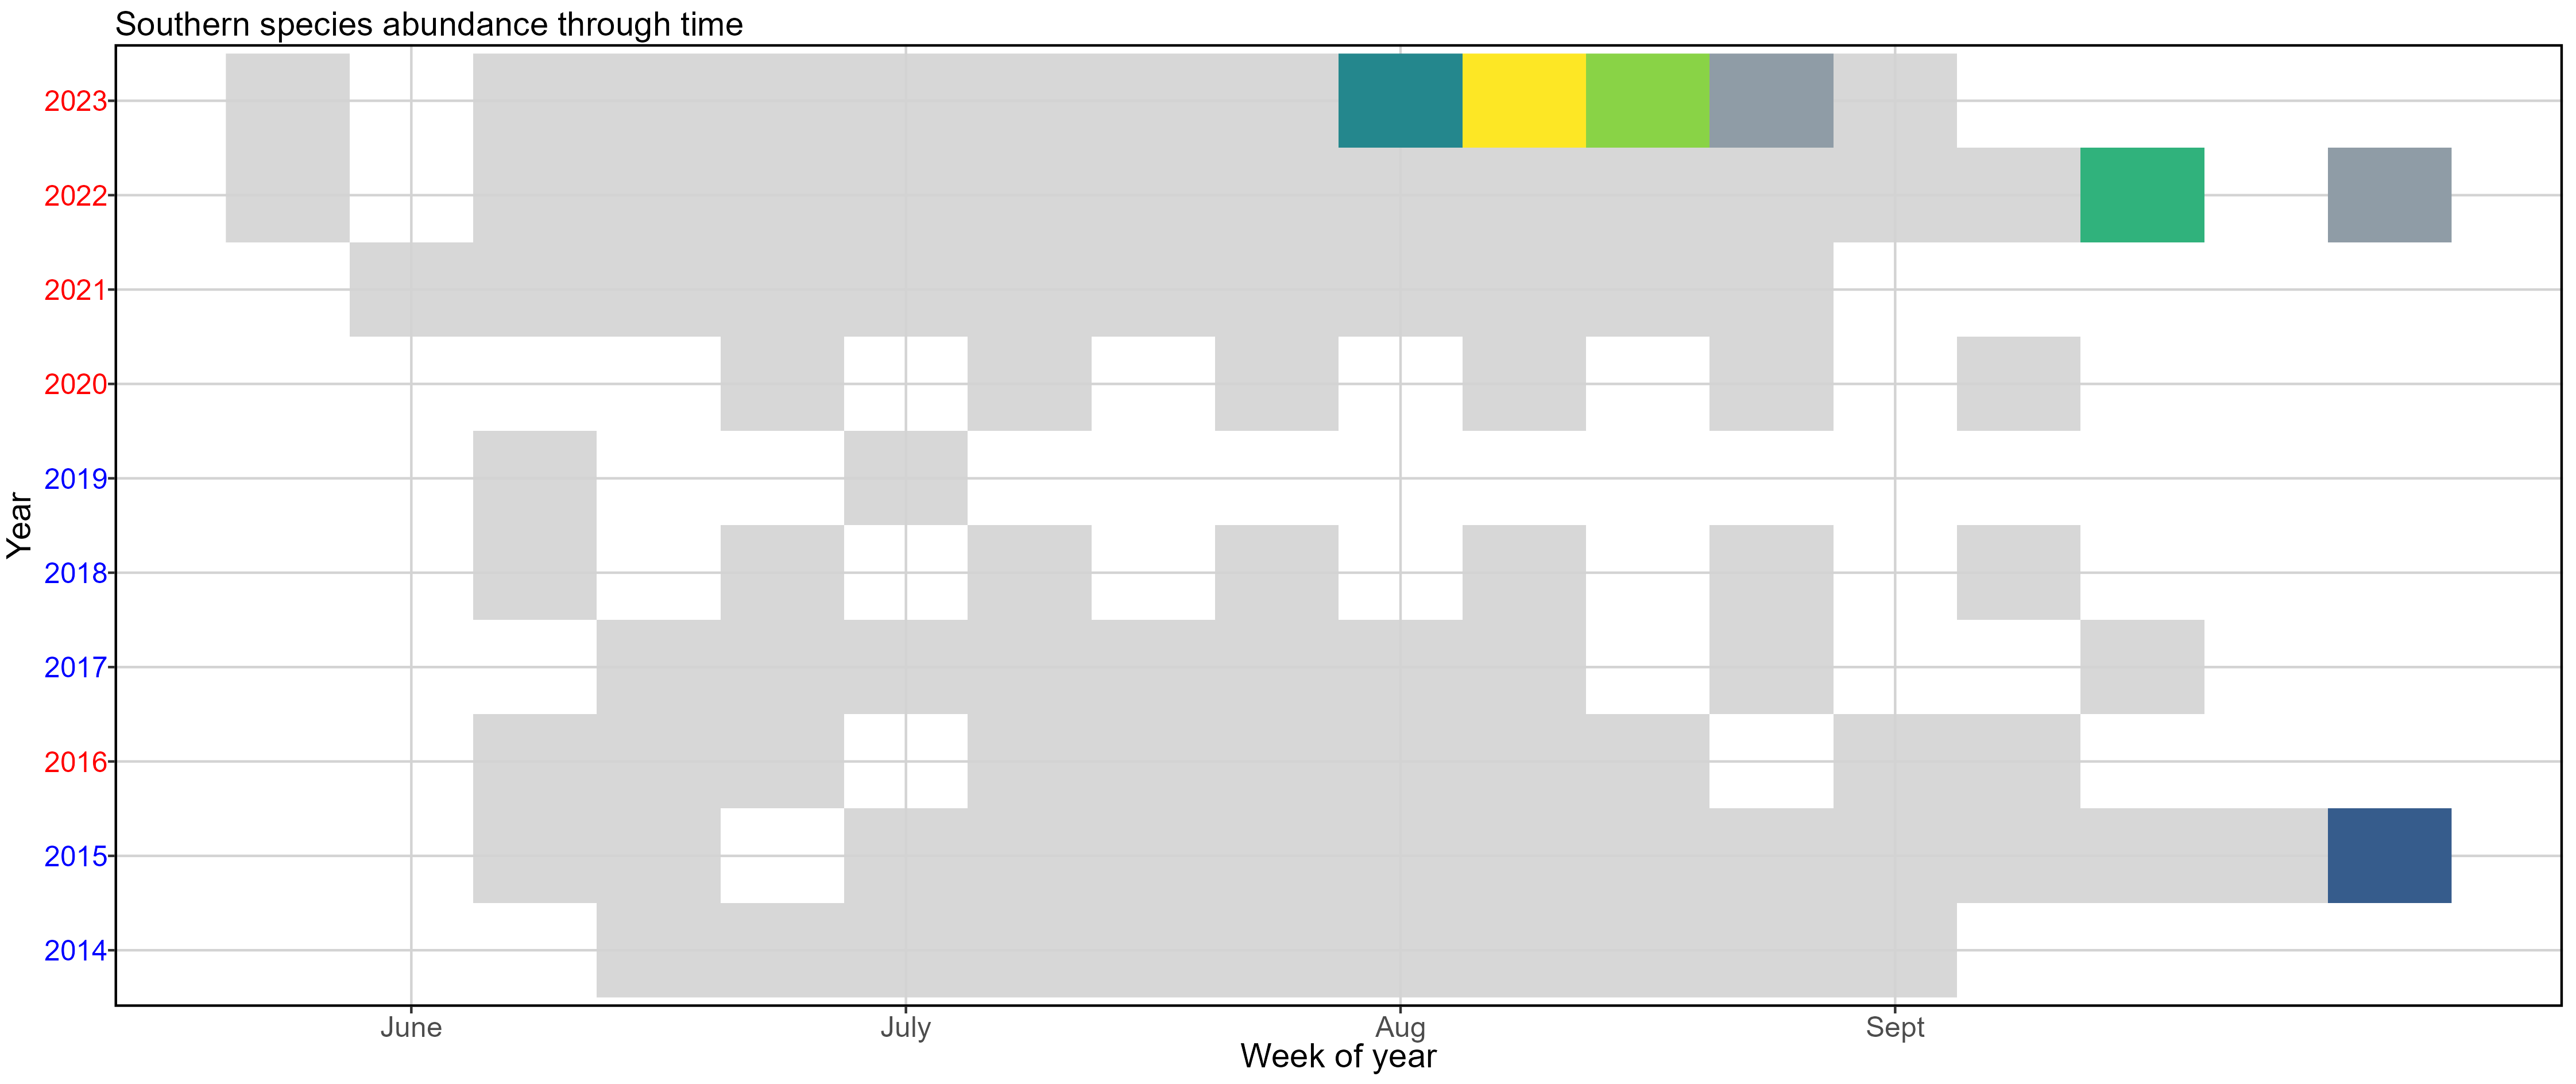 Southern species abundance through time
Year
2023
2022
2021
2020
2019
2018
2017
2016
2015
2014
June July Aug Sept
Week of year